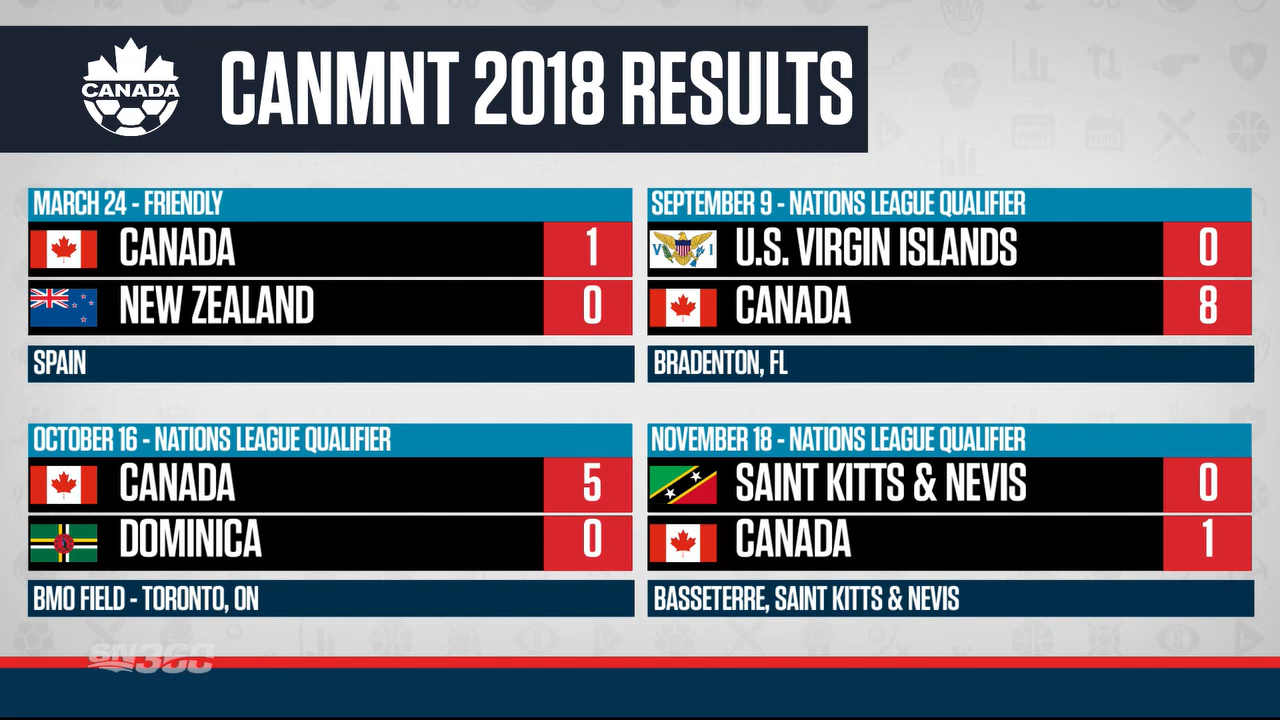 CANADA
CANMNT 2018 RESULTS
MARCH 24 - FRIENDLY
CANADA 1
NEW ZEALAND 0
SPAIN
SEPTEMBER 9 - NATIONS LEAGUE QUALIFIER
V I
U.S. VIRGIN ISLANDS 0
CANADA 8
BRADENTON, FL
OCTOBER 16 - NATIONS LEAGUE QUALIFIER
CANADA 5
DOMINICA 0
BMO FIELD - TORONTO, ON
NOVEMBER 18 - NATIONS LEAGUE QUALIFIER
SAINT KITTS & NEVIS 0
CANADA 1
BASSETERRE, SAINT KITTS & NEVIS
SN360